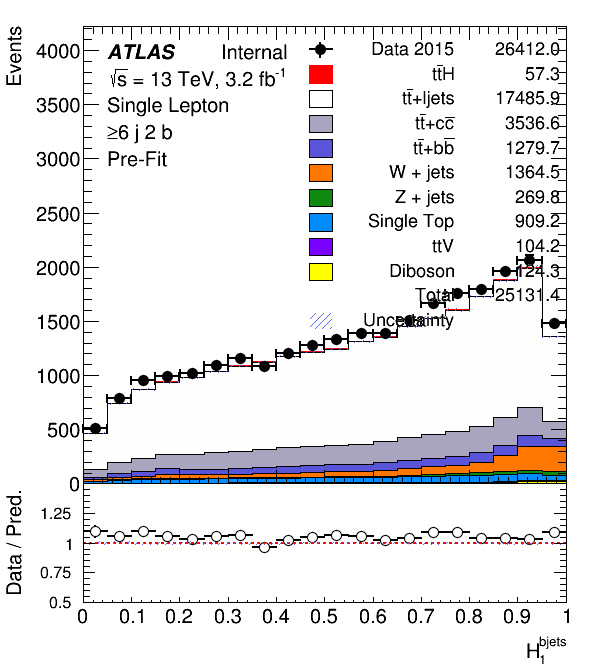 Events
4000
3500
3000
2500
2000
1500
1000
500
0
ATLAS Internal
√s = 13 TeV, 3.2 fb⁻¹
Single Lepton
≥6 j 2 b
Pre-Fit
Data 2015 26412.0
tt̄H 57.3
tt̄+ljets 17485.9
tt̄+cc̄ 3536.6
tt̄+bb̄ 1279.7
W + jets 1364.5
Z + jets 269.8
Single Top 909.2
ttV 104.2
Diboson 124.3
Total 25131.4
Uncertainty
Data / Pred.
1.25
1
0.75
0.5
0 0.1 0.2 0.3 0.4 0.5 0.6 0.7 0.8 0.9 1
H₁ᵇʲᵉᵗˢ